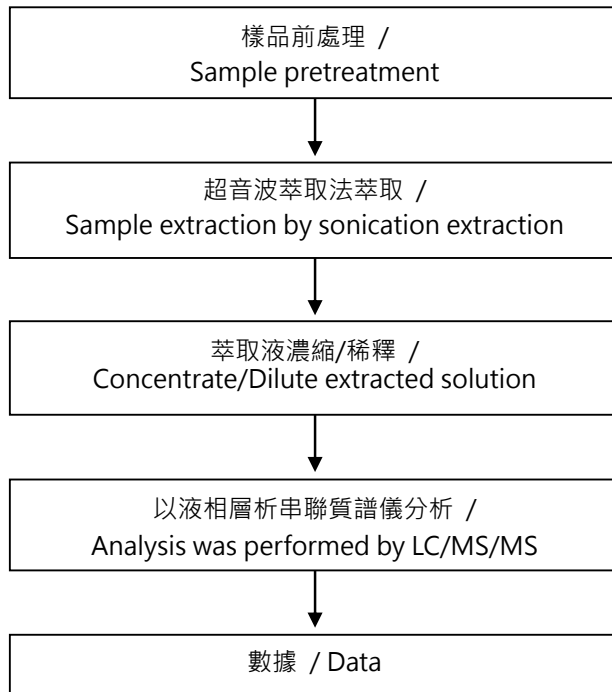 樣品前處理 /
Sample pretreatment
超音波萃取法萃取 /
Sample extraction by sonication extraction
萃取液濃縮/稀釋 /
Concentrate/Dilute extracted solution
以液相層析串聯質譜儀分析 /
Analysis was performed by LC/MS/MS
數據 / Data